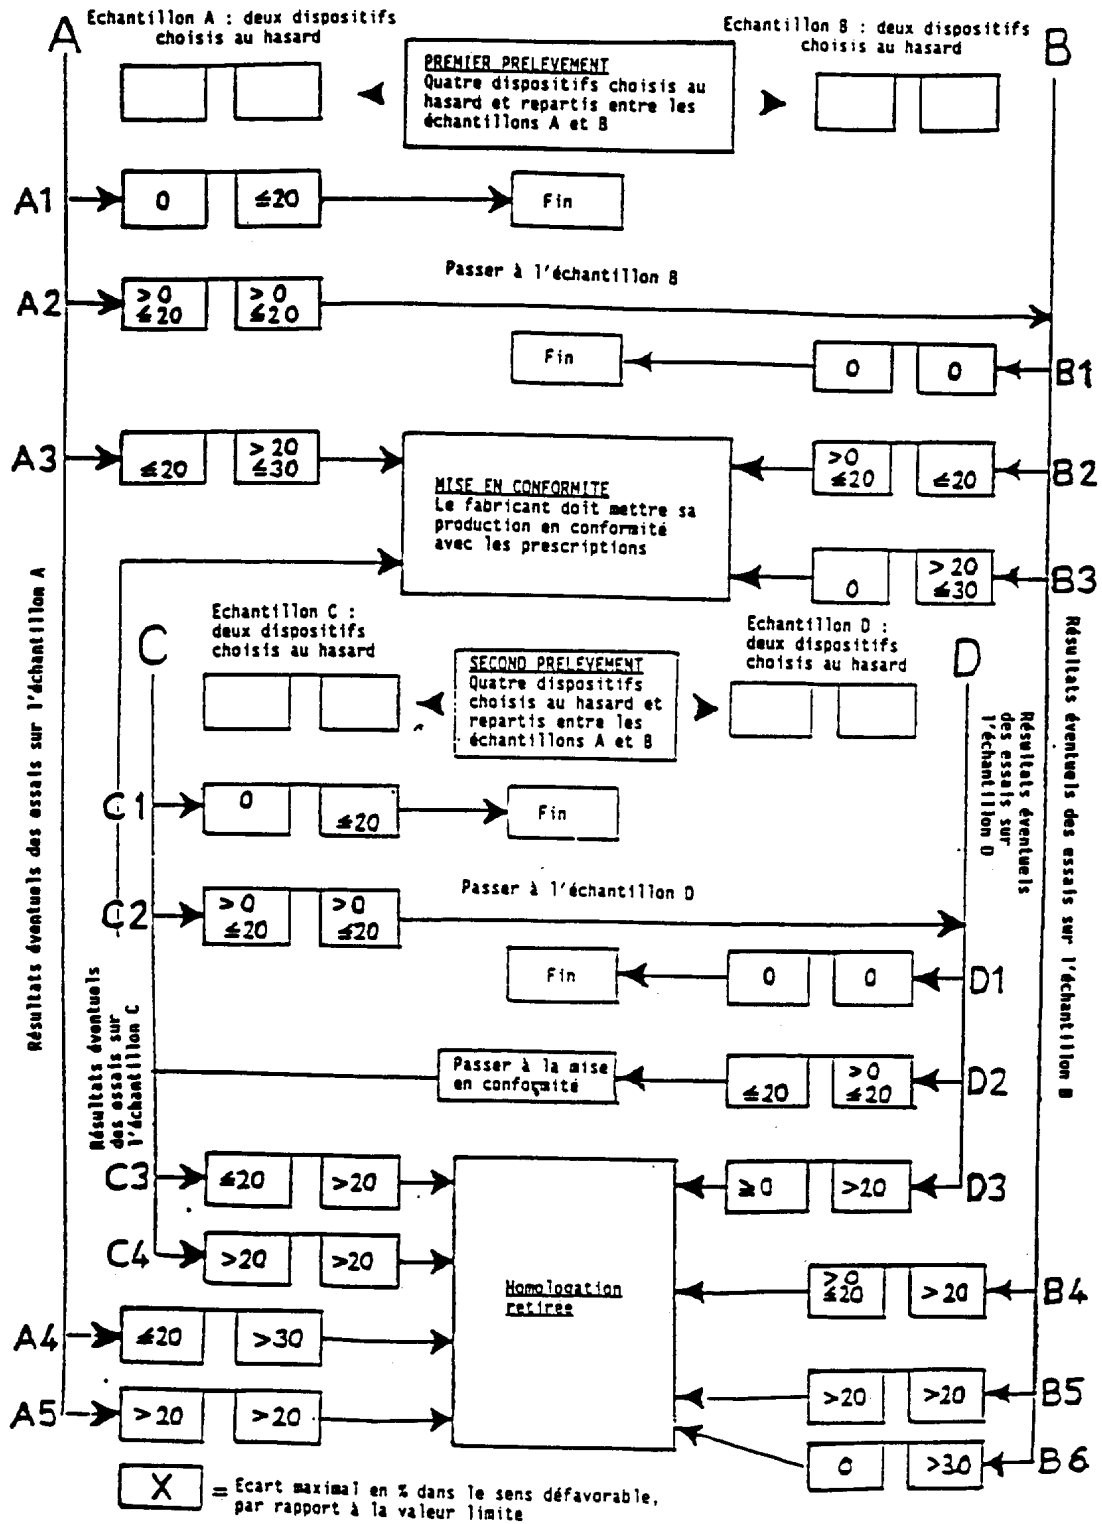 A
Echantillon A : deux dispositifs
choisis au hasard
Echantillon B : deux dispositifs
choisis au hasard
B
PREMIER PRELEVEMENT
Quatre dispositifs choisis au
hasard et repartis entre les
échantillons A et B
A1
0
≤20
Fin
Passer à l'échantillon B
A2
>0
≤20
>0
≤20
Fin
0
0
B1
A3
≤20
>20
≤30
MISE EN CONFORMITE
Le fabricant doit mettre sa
production en conformité
avec les prescriptions
>0
≤20
≤20
B2
0
>20
≤30
B3
Résultats éventuels des essais sur l'échantillon A
C
Echantillon C :
deux dispositifs
choisis au hasard
SECOND PRELEVEMENT
Quatre dispositifs
choisis au hasard et
repartis entre les
échantillons A et B
Echantillon D :
deux dispositifs
choisis au hasard
D
Résultats éventuels
des essais sur
l'échantillon D
Résultats éventuels des essais sur l'échantillon B
C1
0
≤20
Fin
C2
>0
≤20
>0
≤20
Passer à l'échantillon D
Fin
0
0
D1
Résultats éventuels
des essais sur
l'échantillon C
Passer à la mise
en conformité
≤20
>0
≤20
D2
C3
≤20
>20
≥0
>20
D3
C4
>20
>20
Homologation
retirée
>0
≤20
>20
B4
A4
≤20
>30
A5
>20
>20
>20
>20
B5
0
>30
B6
X
= Ecart maximal en % dans le sens défavorable,
par rapport à la valeur limite